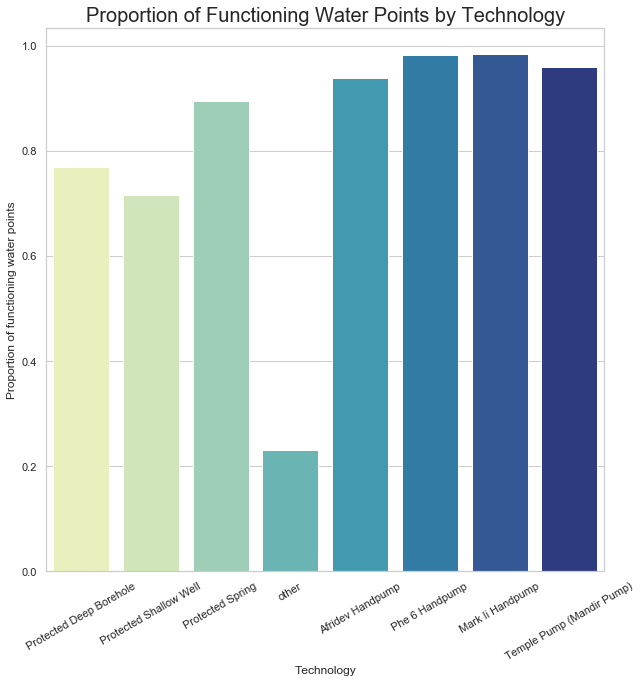 Proportion of Functioning Water Points by Technology
1.0
0.8
0.6
0.4
0.2
0.0
Proportion of functioning water points
Protected Deep Borehole
Protected Shallow Well
Protected Spring
other
Afridev Handpump
Phe 6 Handpump
Mark Ii Handpump
Temple Pump (Mandir Pump)
Technology